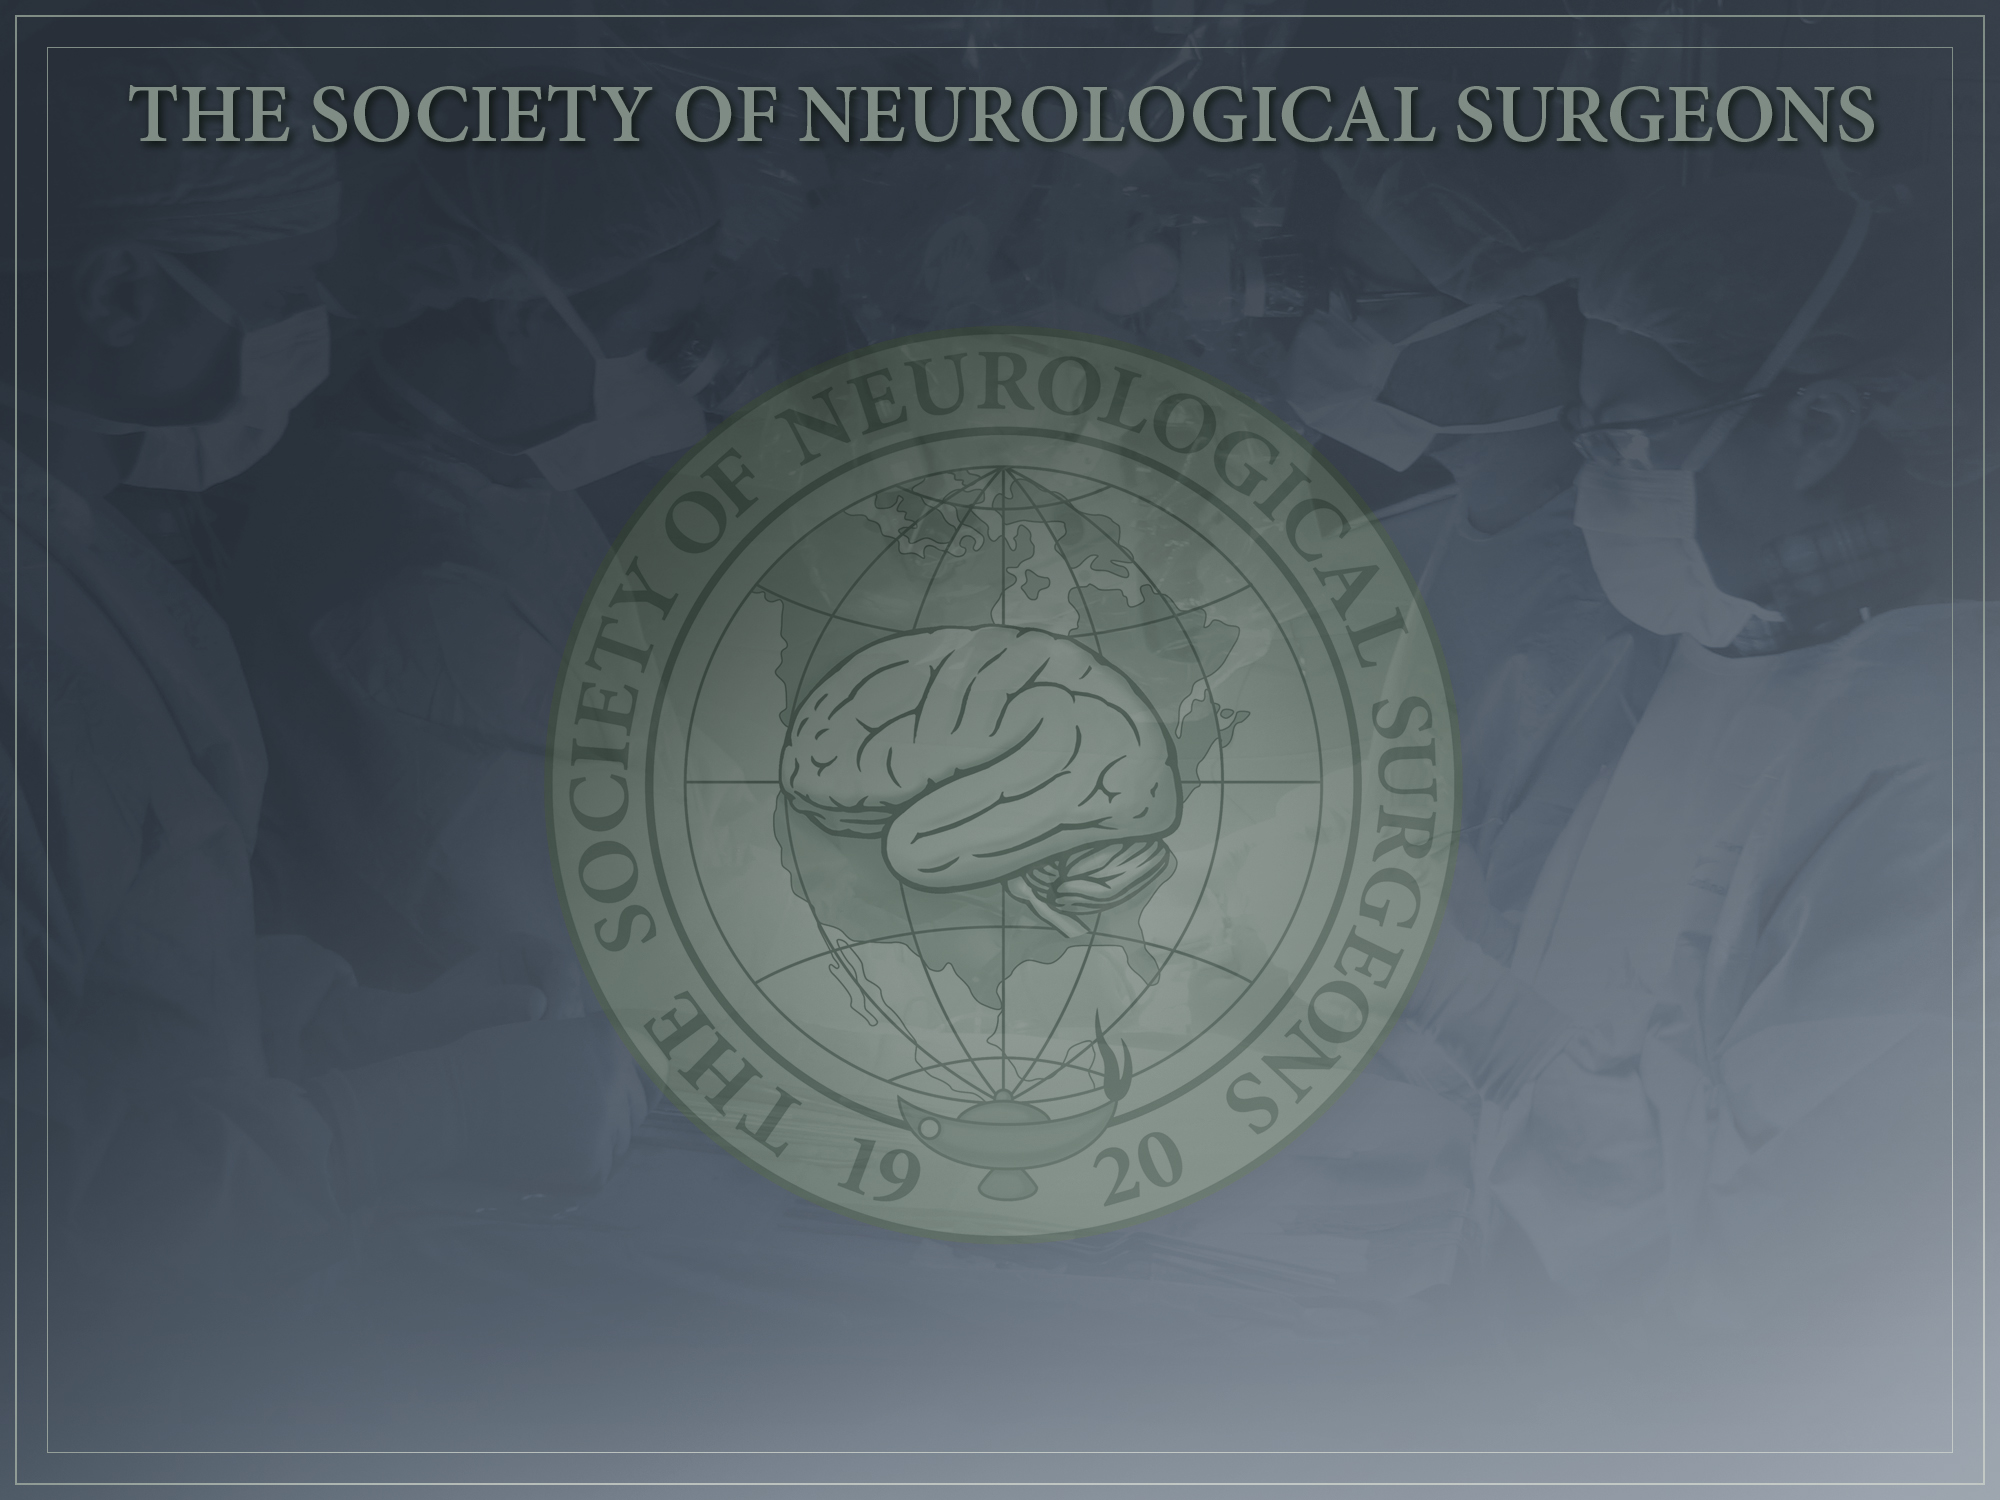 THE SOCIETY OF NEUROLOGICAL SURGEONS
THE SOCIETY OF NEUROLOGICAL SURGEONS
19 20